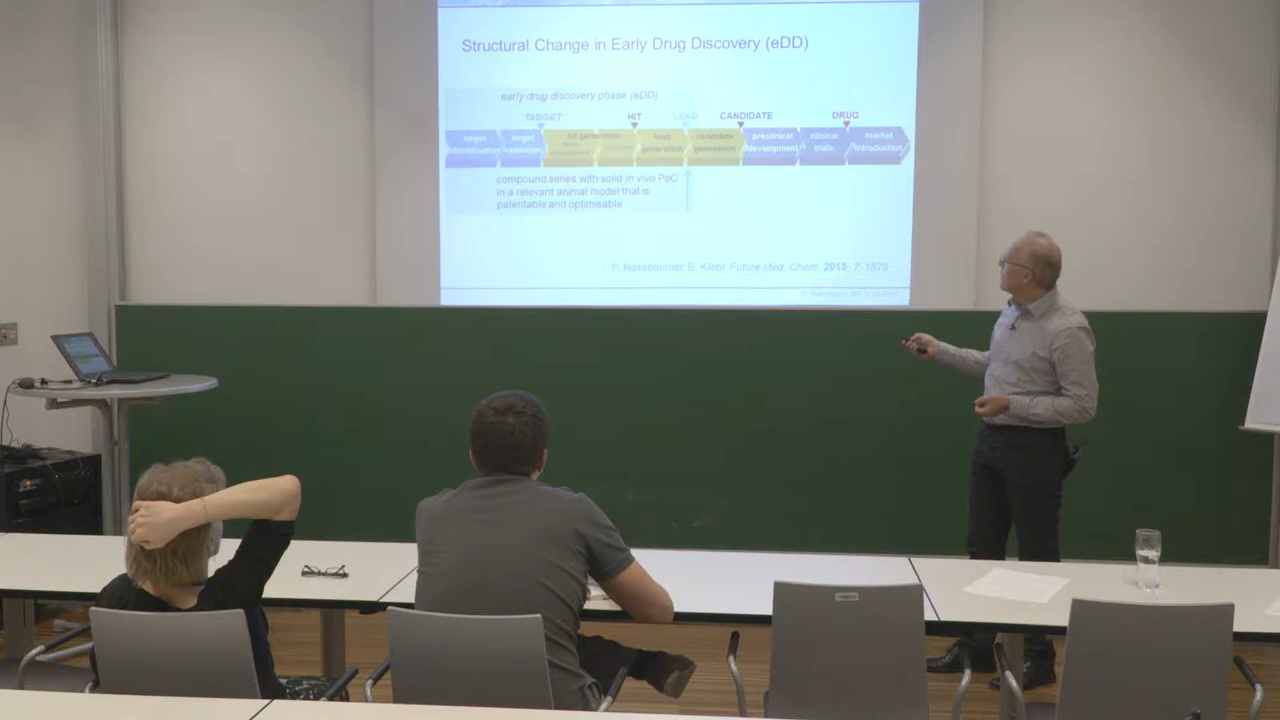 Structural Change in Early Drug Discovery (eDD)
early drug discovery phase (eDD)
TARGET HIT LEAD CANDIDATE DRUG
target identification
target validation
hit generation
lead generation
candidate generation
preclinical development
clinical trials
market introduction
compound series with solid in vivo PoC
in a relevant animal model that is
patentable and optimisable
P. Nussbaumer, B. Klebl, Future Med. Chem. 2015, 7, 1879